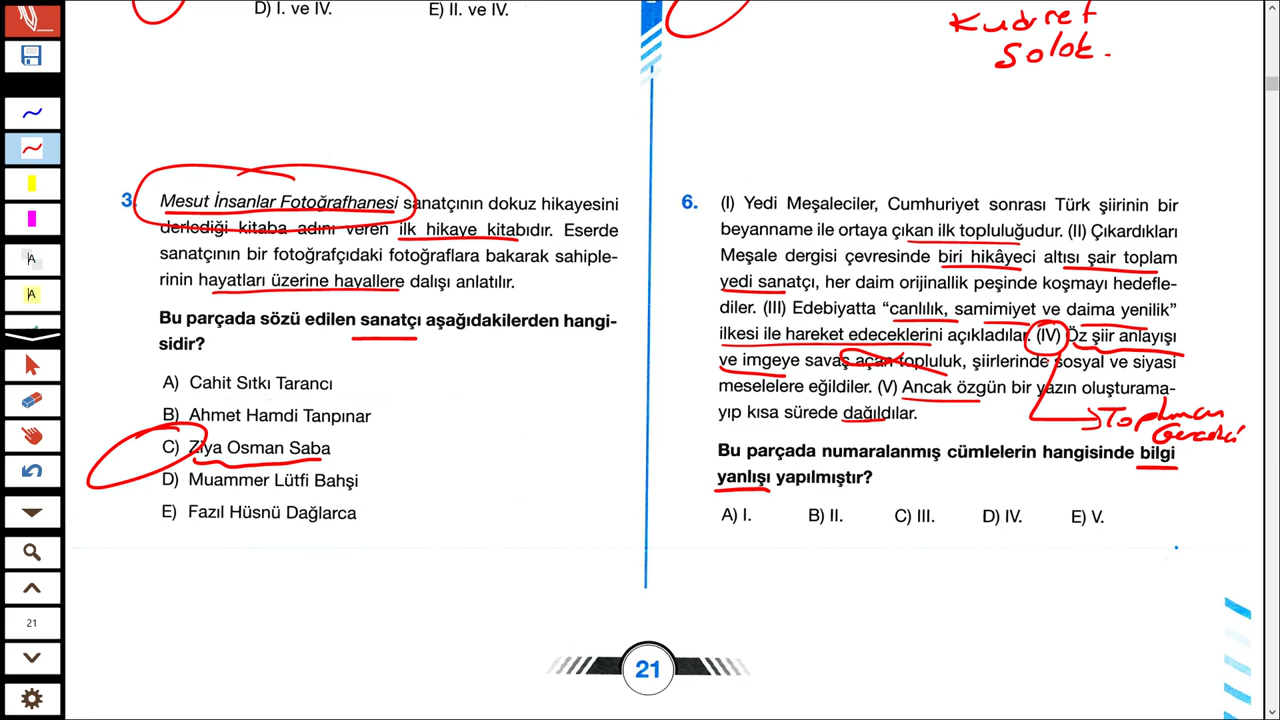 D) I. ve IV. E) II. ve IV.
3. Mesut İnsanlar Fotoğrafhanesi sanatçının dokuz hikayesini
derlediği kitaba adını veren ilk hikaye kitabıdır. Eserde
sanatçının bir fotoğrafçıdaki fotoğraflara bakarak sahiple-
rinin hayatları üzerine hayallere dalışı anlatılır.
Bu parçada sözü edilen sanatçı aşağıdakilerden hangi-
sidir?
A) Cahit Sıtkı Tarancı
B) Ahmet Hamdi Tanpınar
C) Ziya Osman Saba
D) Muammer Lütfi Bahşi
E) Fazıl Hüsnü Dağlarca
Kudret
Solok.
6. (I) Yedi Meşaleciler, Cumhuriyet sonrası Türk şiirinin bir
beyanname ile ortaya çıkan ilk topluluğudur. (II) Çıkardıkları
Meşale dergisi çevresinde biri hikâyeci altısı şair toplam
yedi sanatçı, her daim orijinallik peşinde koşmayı hedefle-
diler. (III) Edebiyatta “canlılık, samimiyet ve daima yenilik”
ilkesi ile hareket edeceklerini açıkladılar. (IV) Öz şiir anlayışı
ve imgeye savaş açan topluluk, şiirlerinde sosyal ve siyasi
meselelere eğildiler. (V) Ancak özgün bir yazın oluşturama-
yıp kısa sürede dağıldılar.
Bu parçada numaralanmış cümlelerin hangisinde bilgi
yanlışı yapılmıştır?
A) I. B) II. C) III. D) IV. E) V.
21
21